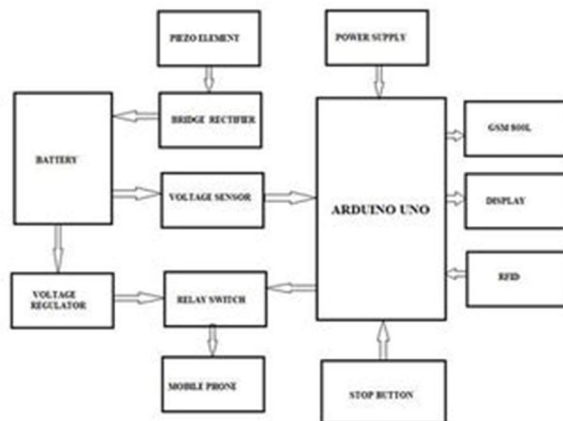 PIEZO ELEMENT
POWER SUPPLY
BRIDGE RECTIFIER
GSM 800L
BATTERY
VOLTAGE SENSOR
ARDUINO UNO
DISPLAY
RFID
VOLTAGE
REGULATOR
RELAY SWITCH
MOBILE PHONE
STOP BUTTON